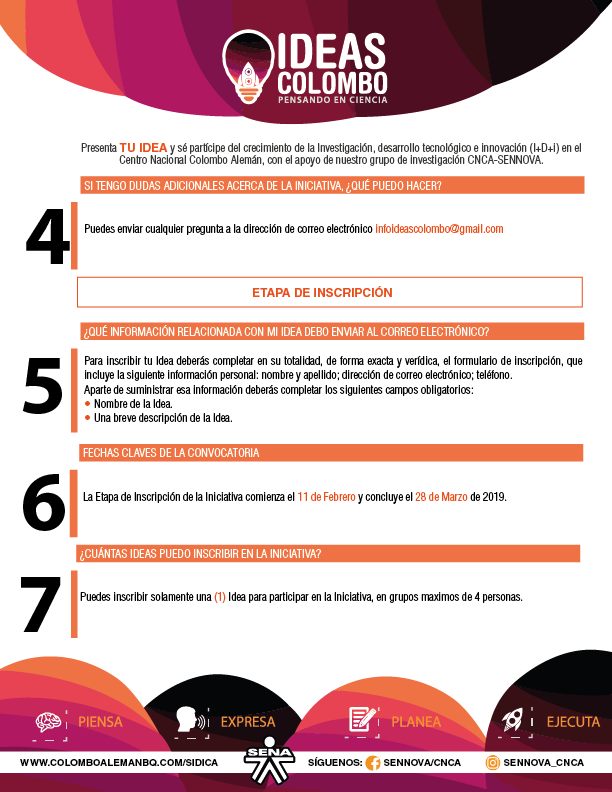 IDEAS
COLOMBO
PENSANDO EN CIENCIA
Presenta TU IDEA y sé partícipe del crecimiento de la Investigación, desarrollo tecnológico e innovación (I+D+i) en el
Centro Nacional Colombo Alemán, con el apoyo de nuestro grupo de investigación CNCA-SENNOVA.
SI TENGO DUDAS ADICIONALES ACERCA DE LA INICIATIVA, ¿QUÉ PUEDO HACER?
4
Puedes enviar cualquier pregunta a la dirección de correo electrónico infoideascolombo@gmail.com
ETAPA DE INSCRIPCIÓN
¿QUÉ INFORMACIÓN RELACIONADA CON MI IDEA DEBO ENVIAR AL CORREO ELECTRÓNICO?
5
Para inscribir tu Idea deberás completar en su totalidad, de forma exacta y verídica, el formulario de inscripción, que
incluye la siguiente información personal: nombre y apellido; dirección de correo electrónico; teléfono.
Aparte de suministrar esa información deberás completar los siguientes campos obligatorios:
• Nombre de la Idea.
• Una breve descripción de la Idea.
FECHAS CLAVES DE LA CONVOCATORIA
6
La Etapa de Inscripción de la Iniciativa comienza el 11 de Febrero y concluye el 28 de Marzo de 2019.
¿CUÁNTAS IDEAS PUEDO INSCRIBIR EN LA INICIATIVA?
7
Puedes inscribir solamente una (1) Idea para participar en la Iniciativa, en grupos maximos de 4 personas.
PIENSA
EXPRESA
PLANEA
EJECUTA
WWW.COLOMBOALEMANBQ.COM/SIDICA
SENA
SÍGUENOS: SENNOVA/CNCA
SENNOVA_CNCA